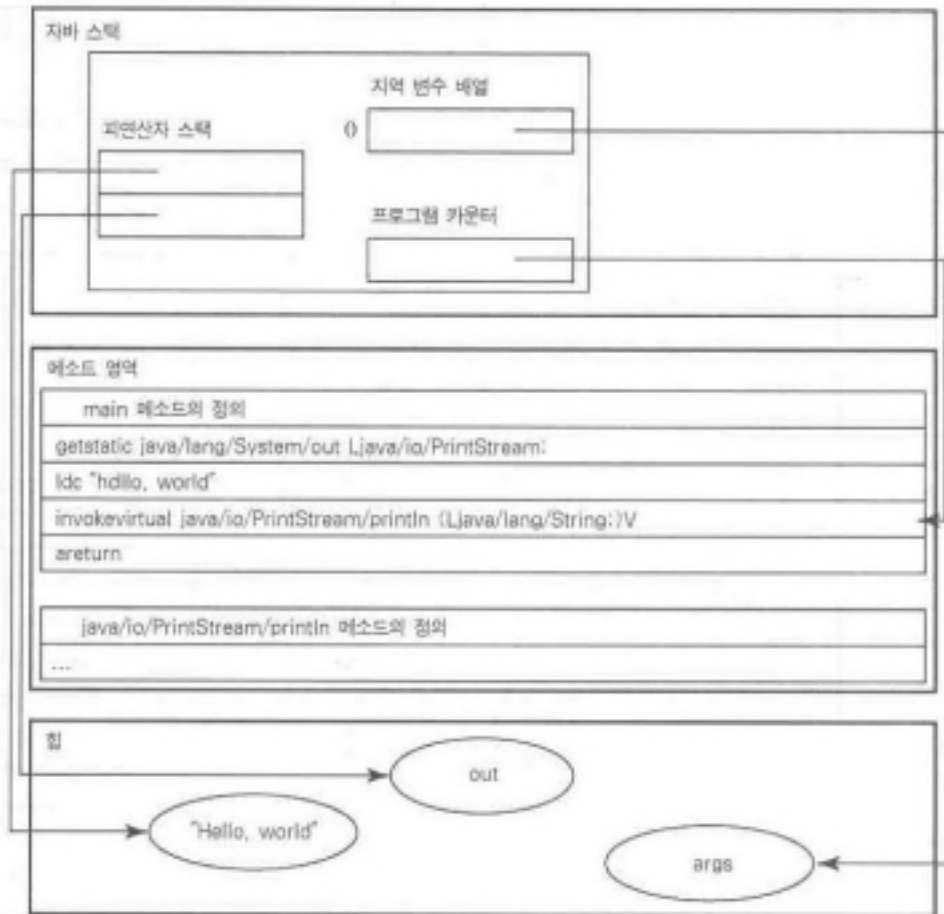 자바 스택
지역 변수 배열
피연산자 스택
0
프로그램 카운터
메소드 영역
main 메소드의 정의
getstatic java/lang/System/out Ljava/io/PrintStream;
ldc "hdllo, world"
invokevirtual java/io/PrintStream/println (Ljava/lang/String;)V
areturn
java/io/PrintStream/println 메소드의 정의
...
힙
out
"Hello, world"
args